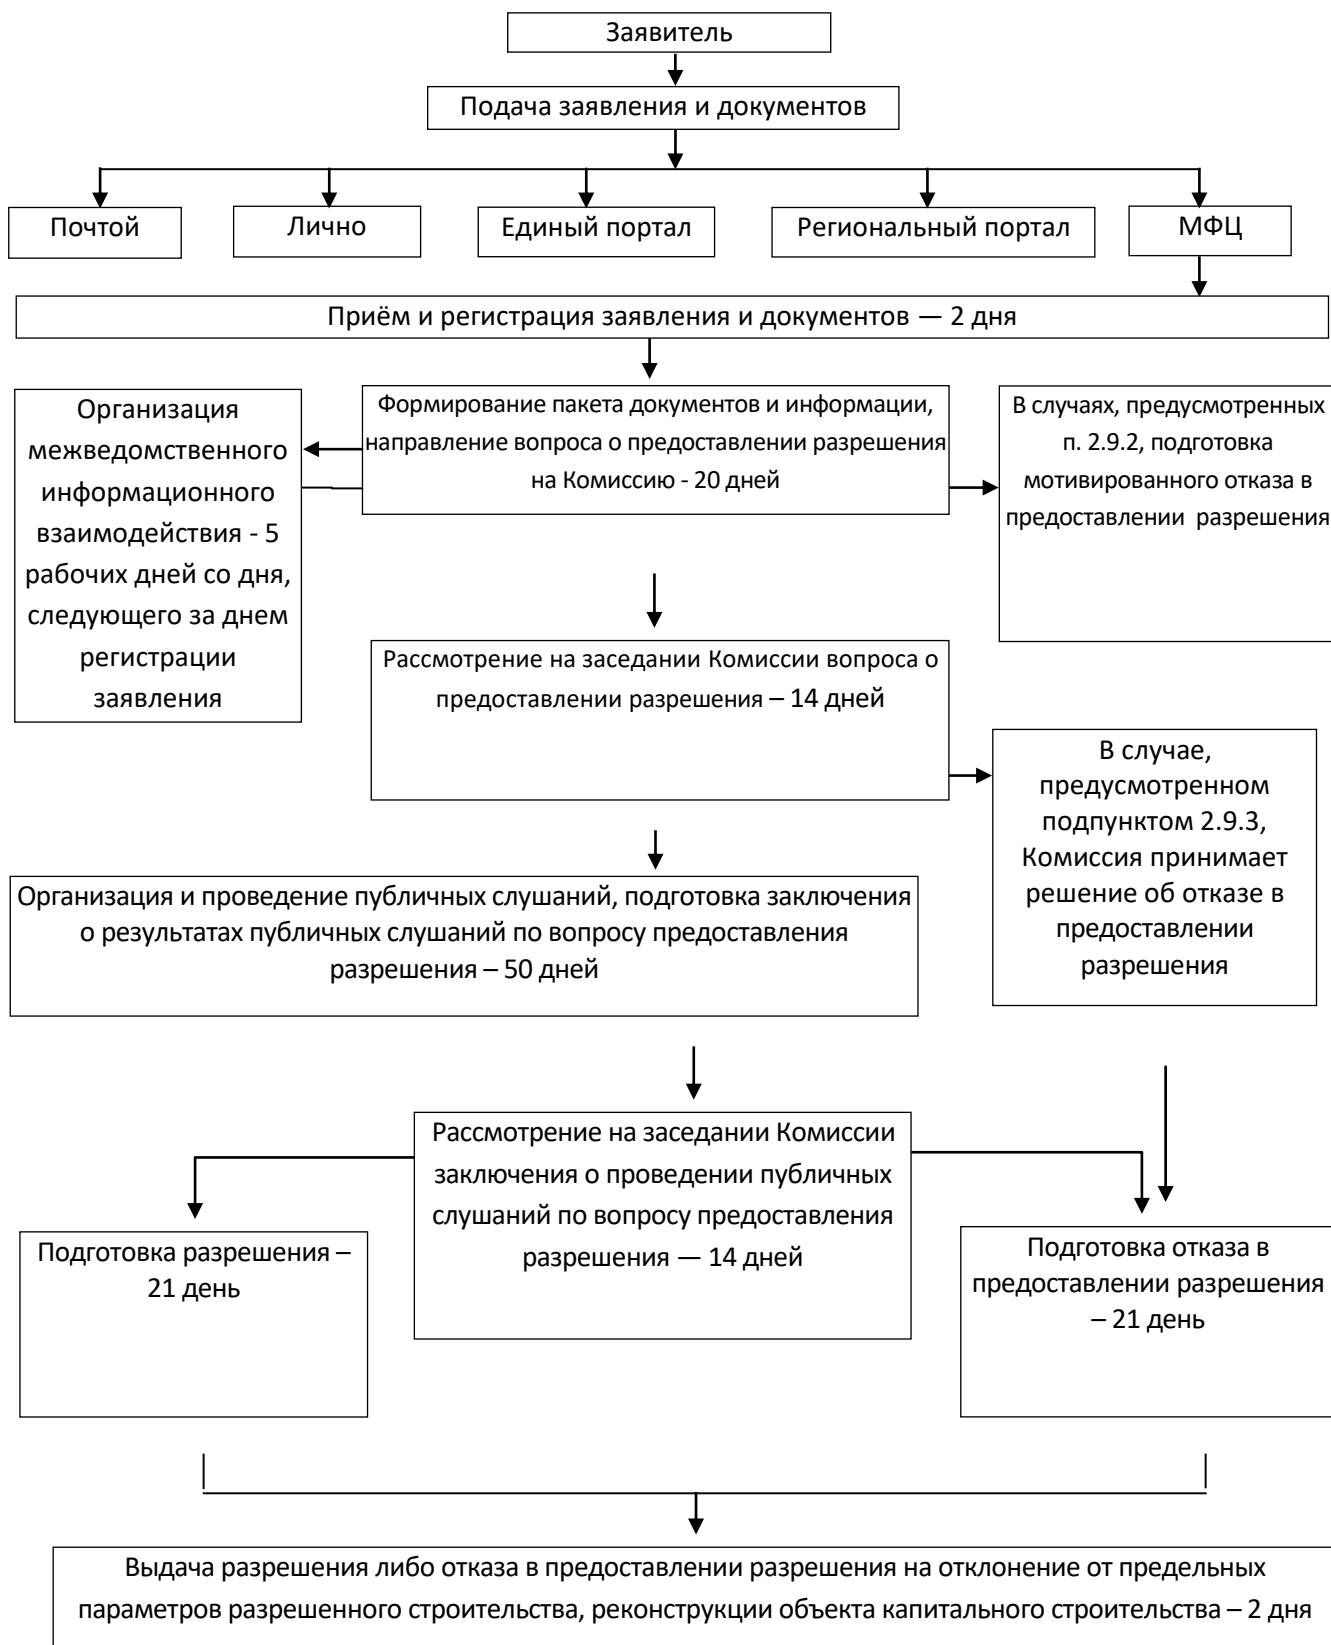 Заявитель
Подача заявления и документов
Почтой
Лично
Единый портал
Региональный портал
МФЦ
Приём и регистрация заявления и документов — 2 дня
Организация
межведомственного
информационного
взаимодействия - 5
рабочих дней со дня,
следующего за днем
регистрации
заявления
Формирование пакета документов и информации,
направление вопроса о предоставлении разрешения
на Комиссию - 20 дней
В случаях, предусмотренных
п. 2.9.2, подготовка
мотивированного отказа в
предоставлении разрешения
Рассмотрение на заседании Комиссии вопроса о
предоставлении разрешения – 14 дней
В случае,
предусмотренном
подпунктом 2.9.3,
Комиссия принимает
решение об отказе в
предоставлении
разрешения
Организация и проведение публичных слушаний, подготовка заключения
о результатах публичных слушаний по вопросу предоставления
разрешения – 50 дней
Рассмотрение на заседании Комиссии
заключения о проведении публичных
слушаний по вопросу предоставления
разрешения — 14 дней
Подготовка разрешения –
21 день
Подготовка отказа в
предоставлении разрешения
– 21 день
Выдача разрешения либо отказа в предоставлении разрешения на отклонение от предельных
параметров разрешенного строительства, реконструкции объекта капитального строительства – 2 дня